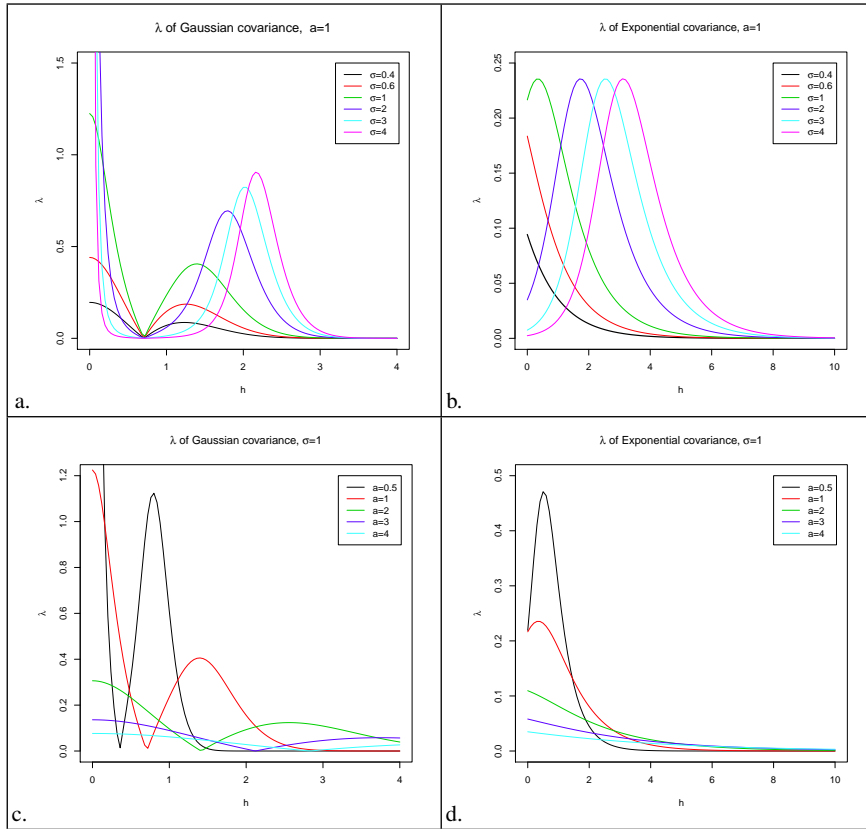 λ of Gaussian covariance, a=1
1.5
1.0
0.5
0.0
λ
0 1 2 3 4
h
σ=0.4
σ=0.6
σ=1
σ=2
σ=3
σ=4
a.
λ of Exponential covariance, a=1
0.25
0.20
0.15
0.10
0.05
0.00
λ
0 2 4 6 8 10
h
σ=0.4
σ=0.6
σ=1
σ=2
σ=3
σ=4
b.
λ of Gaussian covariance, σ=1
1.2
1.0
0.8
0.6
0.4
0.2
0.0
λ
0 1 2 3 4
h
a=0.5
a=1
a=2
a=3
a=4
c.
λ of Exponential covariance, σ=1
0.5
0.4
0.3
0.2
0.1
0.0
λ
0 2 4 6 8 10
h
a=0.5
a=1
a=2
a=3
a=4
d.